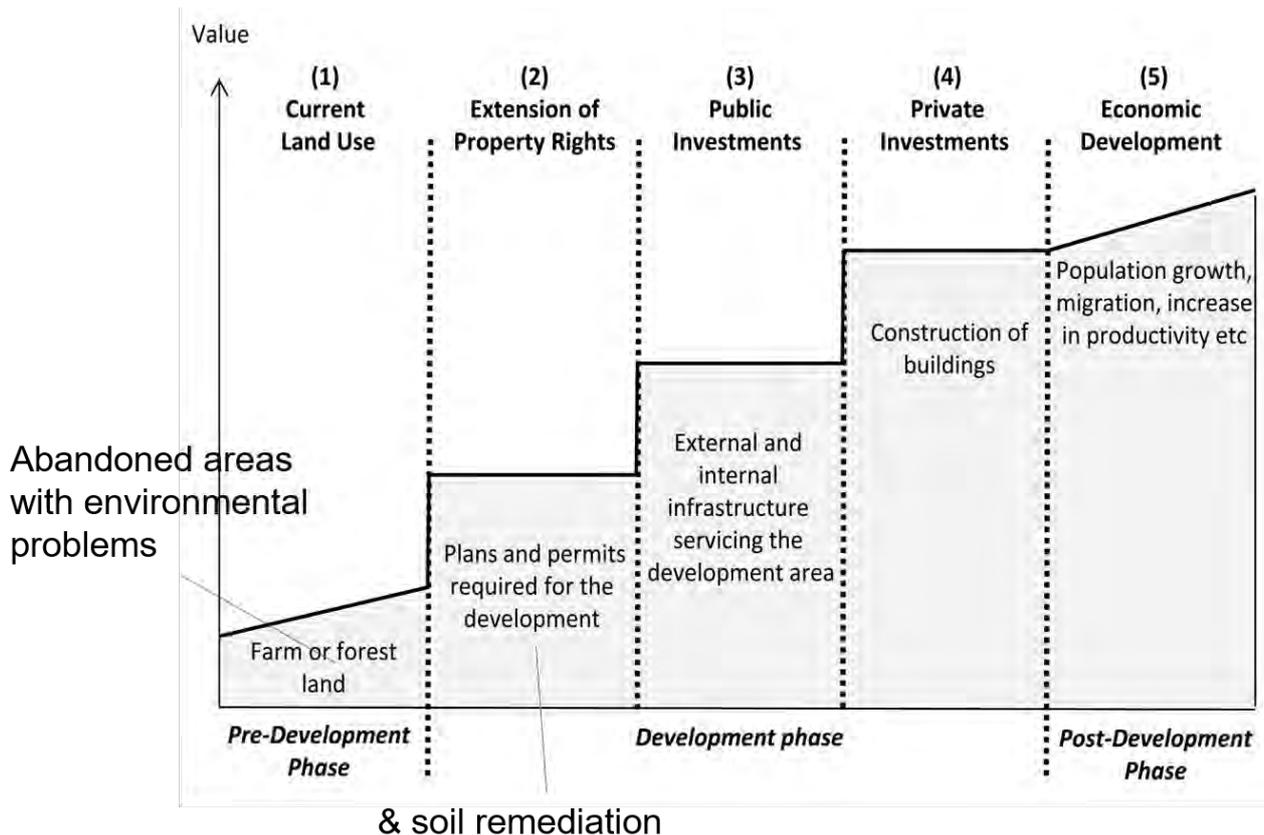 Value
(1)
Current
Land Use
(2)
Extension of
Property Rights
(3)
Public
Investments
(4)
Private
Investments
(5)
Economic
Development
Population growth,
migration, increase
in productivity etc
Construction of
buildings
External and
internal
infrastructure
servicing the
development area
Abandoned areas
with environmental
problems
Plans and permits
required for the
development
Farm or forest
land
Pre-Development
Phase
Development phase
Post-Development
Phase
& soil remediation